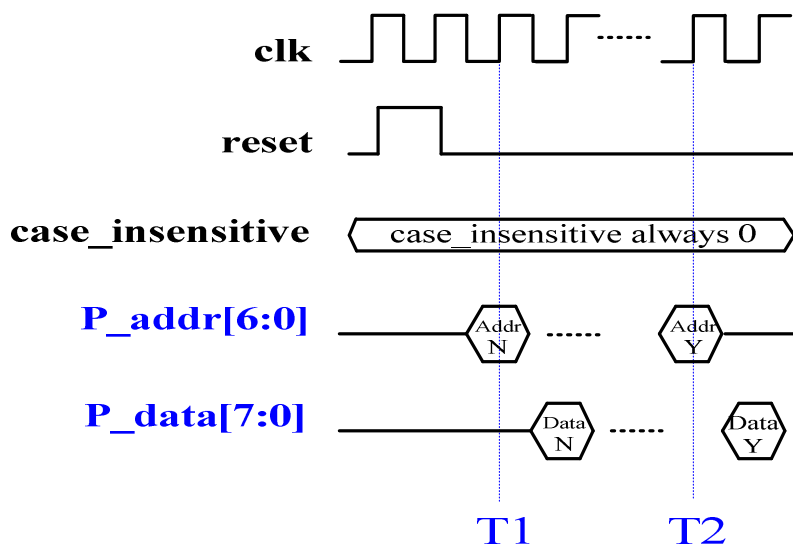 clk
reset
case_insensitive
case_insensitive always 0
P_addr[6:0]
Addr
N
Addr
Y
P_data[7:0]
Data
N
Data
Y
T1
T2